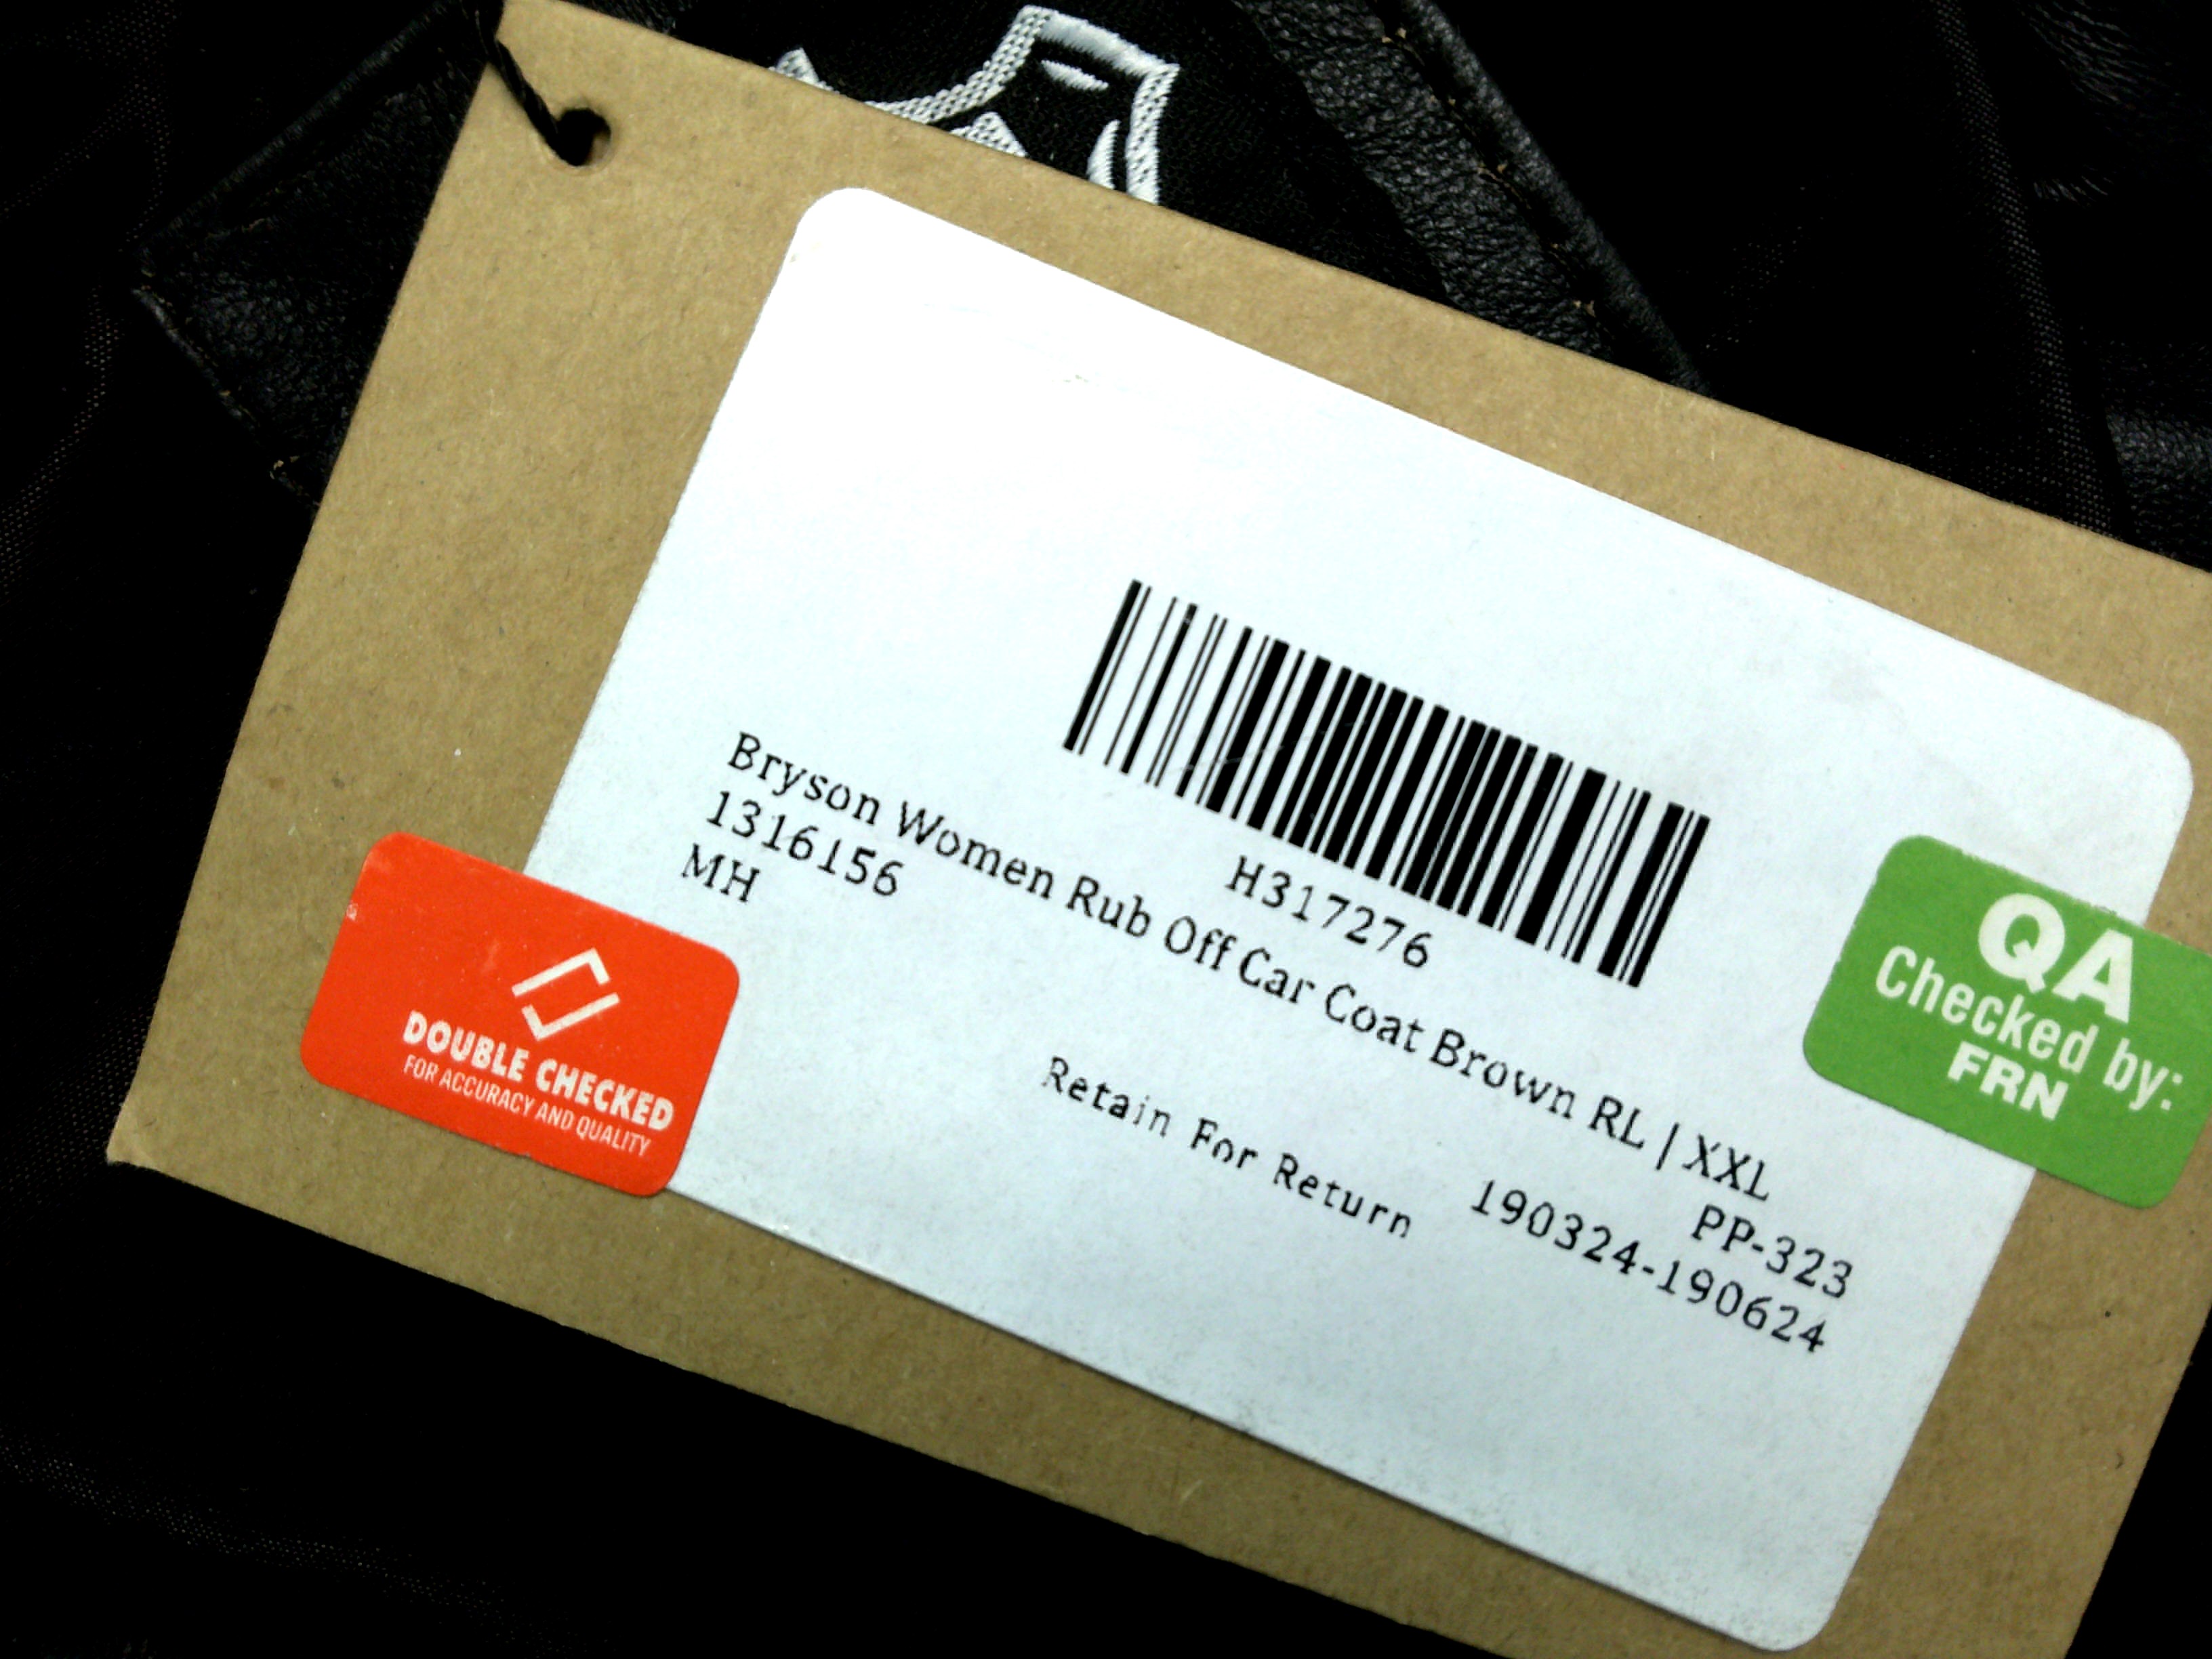 H317276
Bryson Women Rub Off Car Coat Brown RL | XXL
1316156 PP-323
MH 190324-190624
Retain For Return
DOUBLE CHECKED
FOR ACCURACY AND QUALITY
QA
Checked by:
FRN